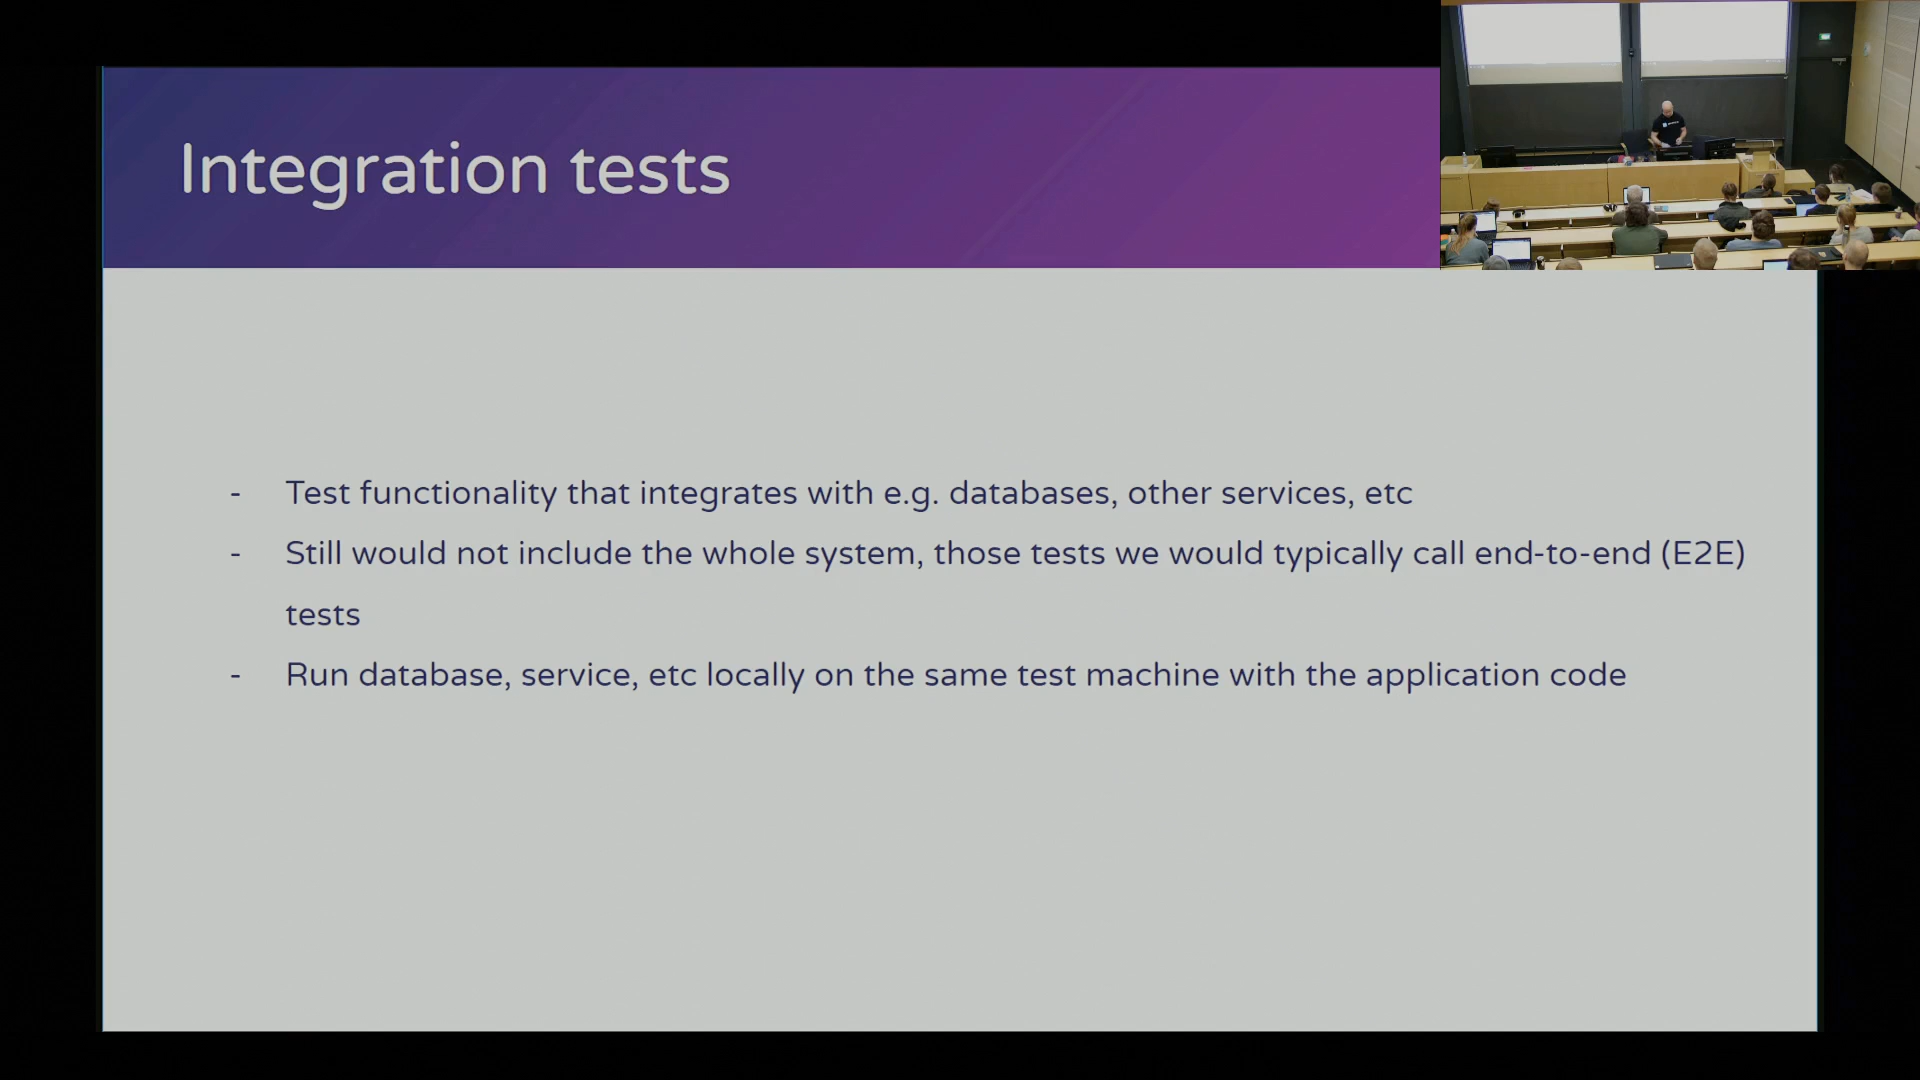 Integration tests
- Test functionality that integrates with e.g. databases, other services, etc
- Still would not include the whole system, those tests we would typically call end-to-end (E2E)
tests
- Run database, service, etc locally on the same test machine with the application code